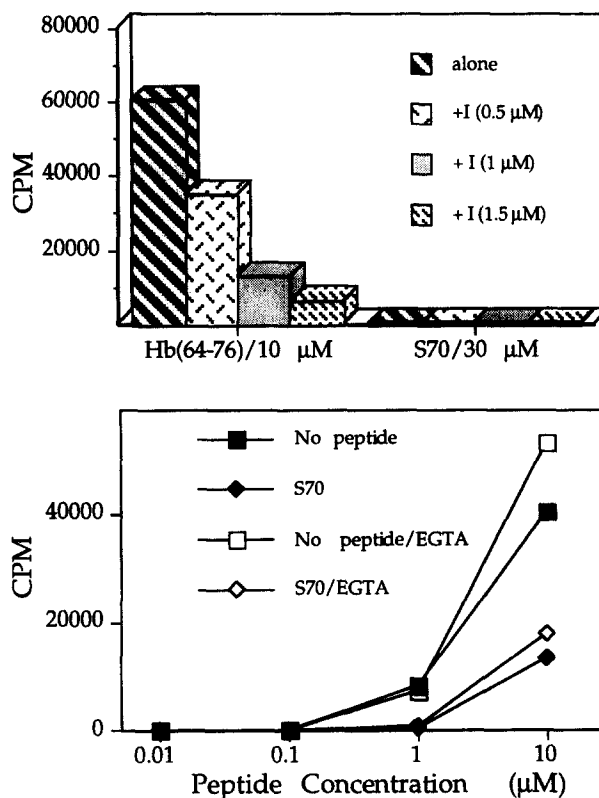 80000
60000
40000
20000
CPM
alone
+I (0.5 μM)
+ I (1 μM)
+ I (1.5μM)
Hb(64-76)/10 μM
S70/30 μM
40000
20000
0
CPM
No peptide
S70
No peptide/EGTA
S70/EGTA
0.01
0.1
1
10
Peptide Concentration (μM)